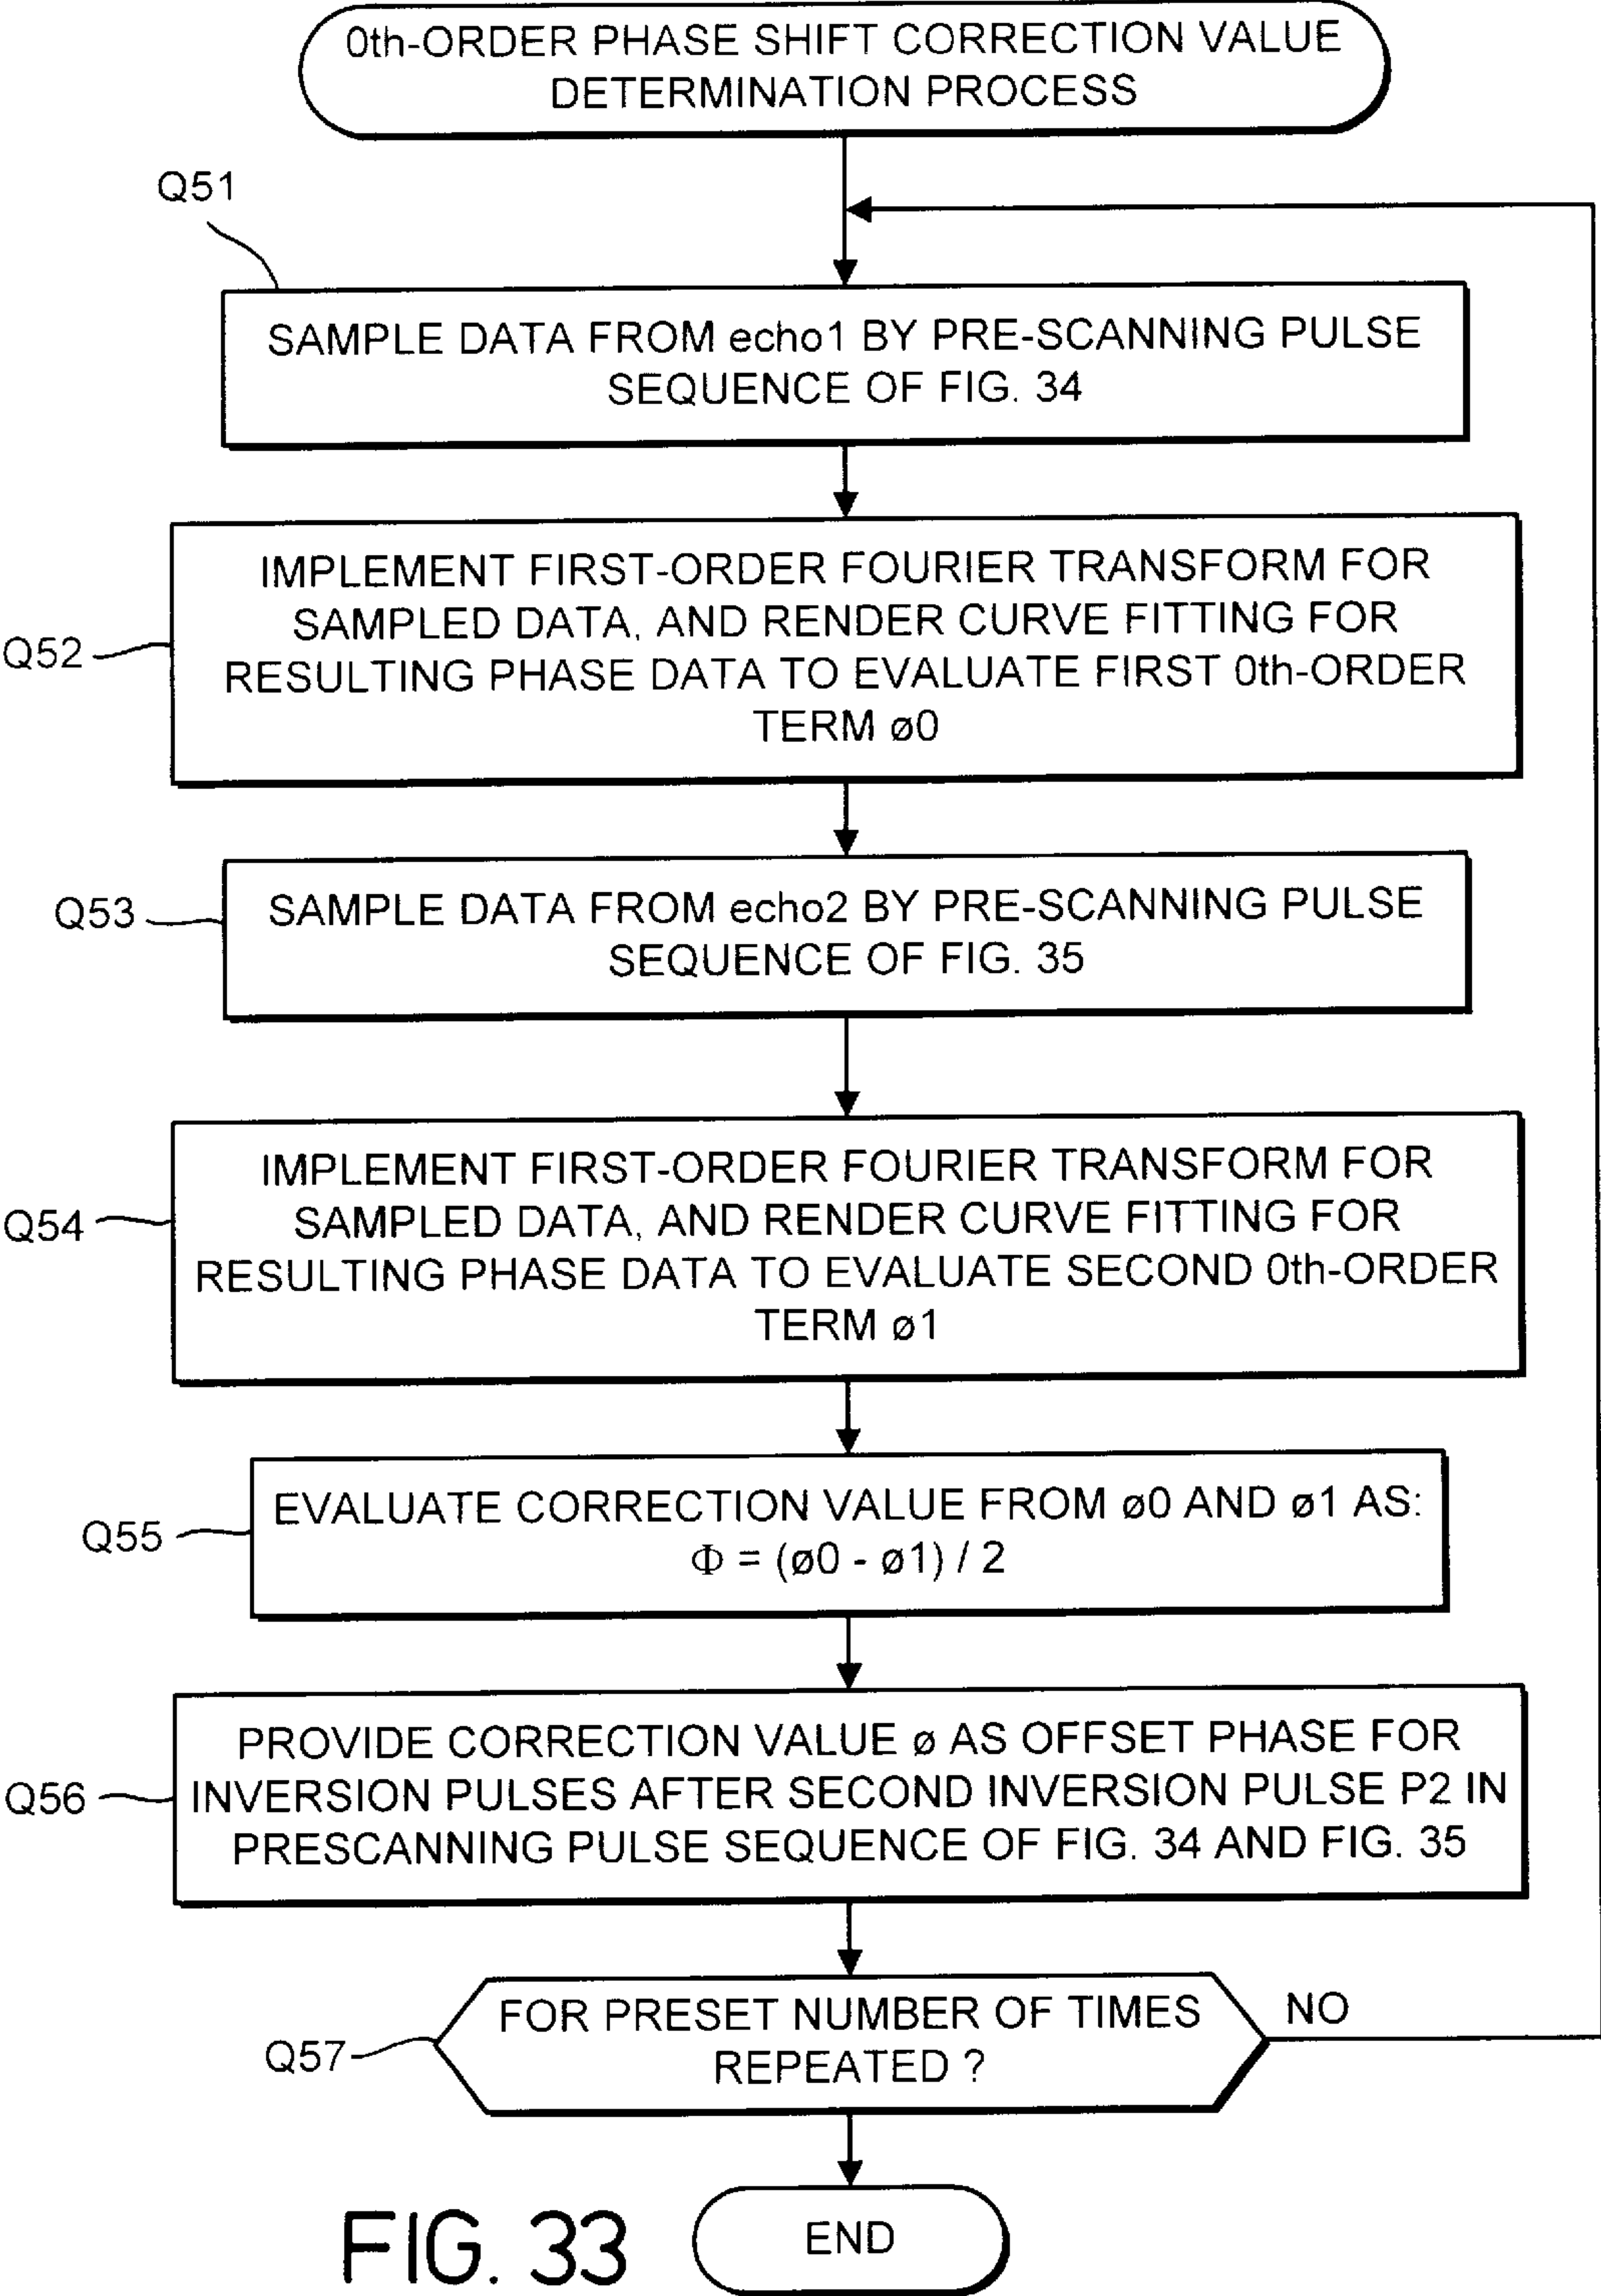 0th-ORDER PHASE SHIFT CORRECTION VALUE
DETERMINATION PROCESS
Q51
SAMPLE DATA FROM echo1 BY PRE-SCANNING PULSE
SEQUENCE OF FIG. 34
Q52
IMPLEMENT FIRST-ORDER FOURIER TRANSFORM FOR
SAMPLED DATA, AND RENDER CURVE FITTING FOR
RESULTING PHASE DATA TO EVALUATE FIRST 0th-ORDER
TERM ø0
Q53
SAMPLE DATA FROM echo2 BY PRE-SCANNING PULSE
SEQUENCE OF FIG. 35
Q54
IMPLEMENT FIRST-ORDER FOURIER TRANSFORM FOR
SAMPLED DATA, AND RENDER CURVE FITTING FOR
RESULTING PHASE DATA TO EVALUATE SECOND 0th-ORDER
TERM ø1
Q55
EVALUATE CORRECTION VALUE FROM ø0 AND ø1 AS:
Φ = (ø0 - ø1) / 2
Q56
PROVIDE CORRECTION VALUE ø AS OFFSET PHASE FOR
INVERSION PULSES AFTER SECOND INVERSION PULSE P2 IN
PRESCANNING PULSE SEQUENCE OF FIG. 34 AND FIG. 35
Q57
FOR PRESET NUMBER OF TIMES
REPEATED ?
NO
END
FIG. 33